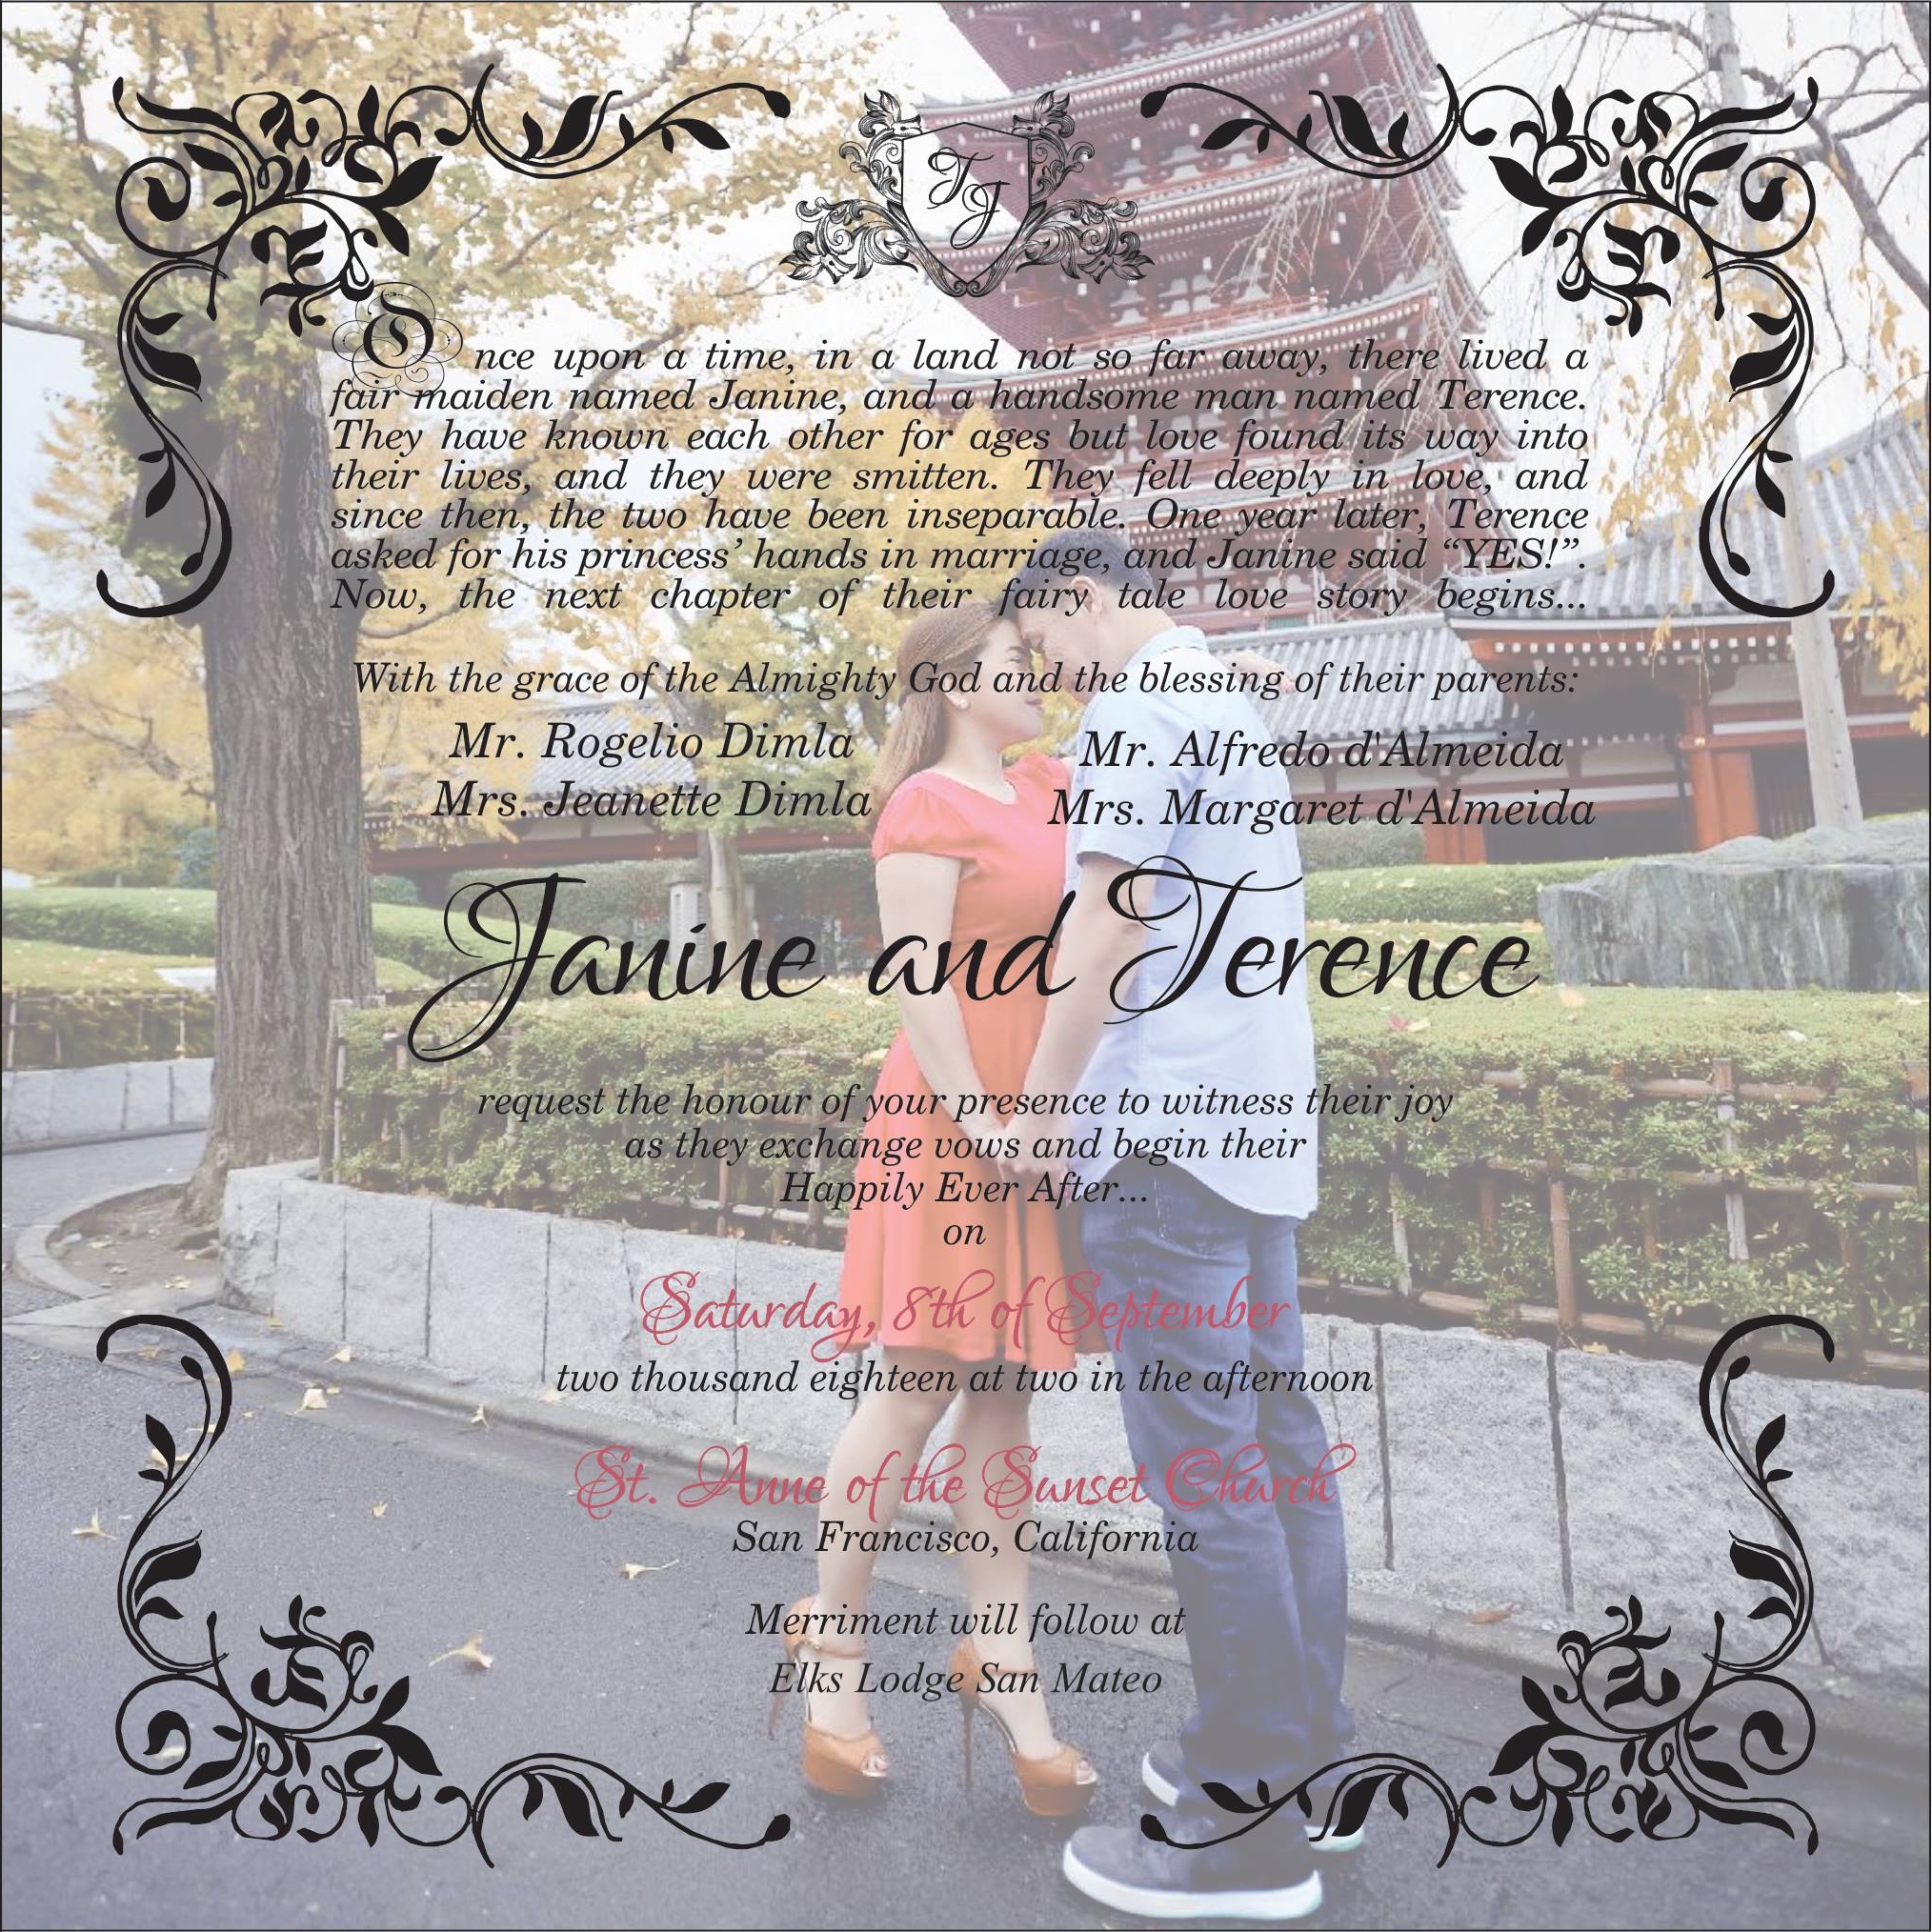 TJ
Once upon a time, in a land not so far away, there lived a
fair maiden named Janine, and a handsome man named Terence.
They have known each other for ages but love found its way into
their lives, and they were smitten. They fell deeply in love, and
since then, the two have been inseparable. One year later, Terence
asked for his princess’ hands in marriage, and Janine said “YES!”.
Now, the next chapter of their fairy tale love story begins...
With the grace of the Almighty God and the blessing of their parents:
Mr. Rogelio Dimla
Mrs. Jeanette Dimla
Mr. Alfredo d'Almeida
Mrs. Margaret d'Almeida
Janine and Terence
request the honour of your presence to witness their joy
as they exchange vows and begin their
Happily Ever After...
on
Saturday, 8th of September
two thousand eighteen at two in the afternoon
St. Anne of the Sunset Church
San Francisco, California
Merriment will follow at
Elks Lodge San Mateo